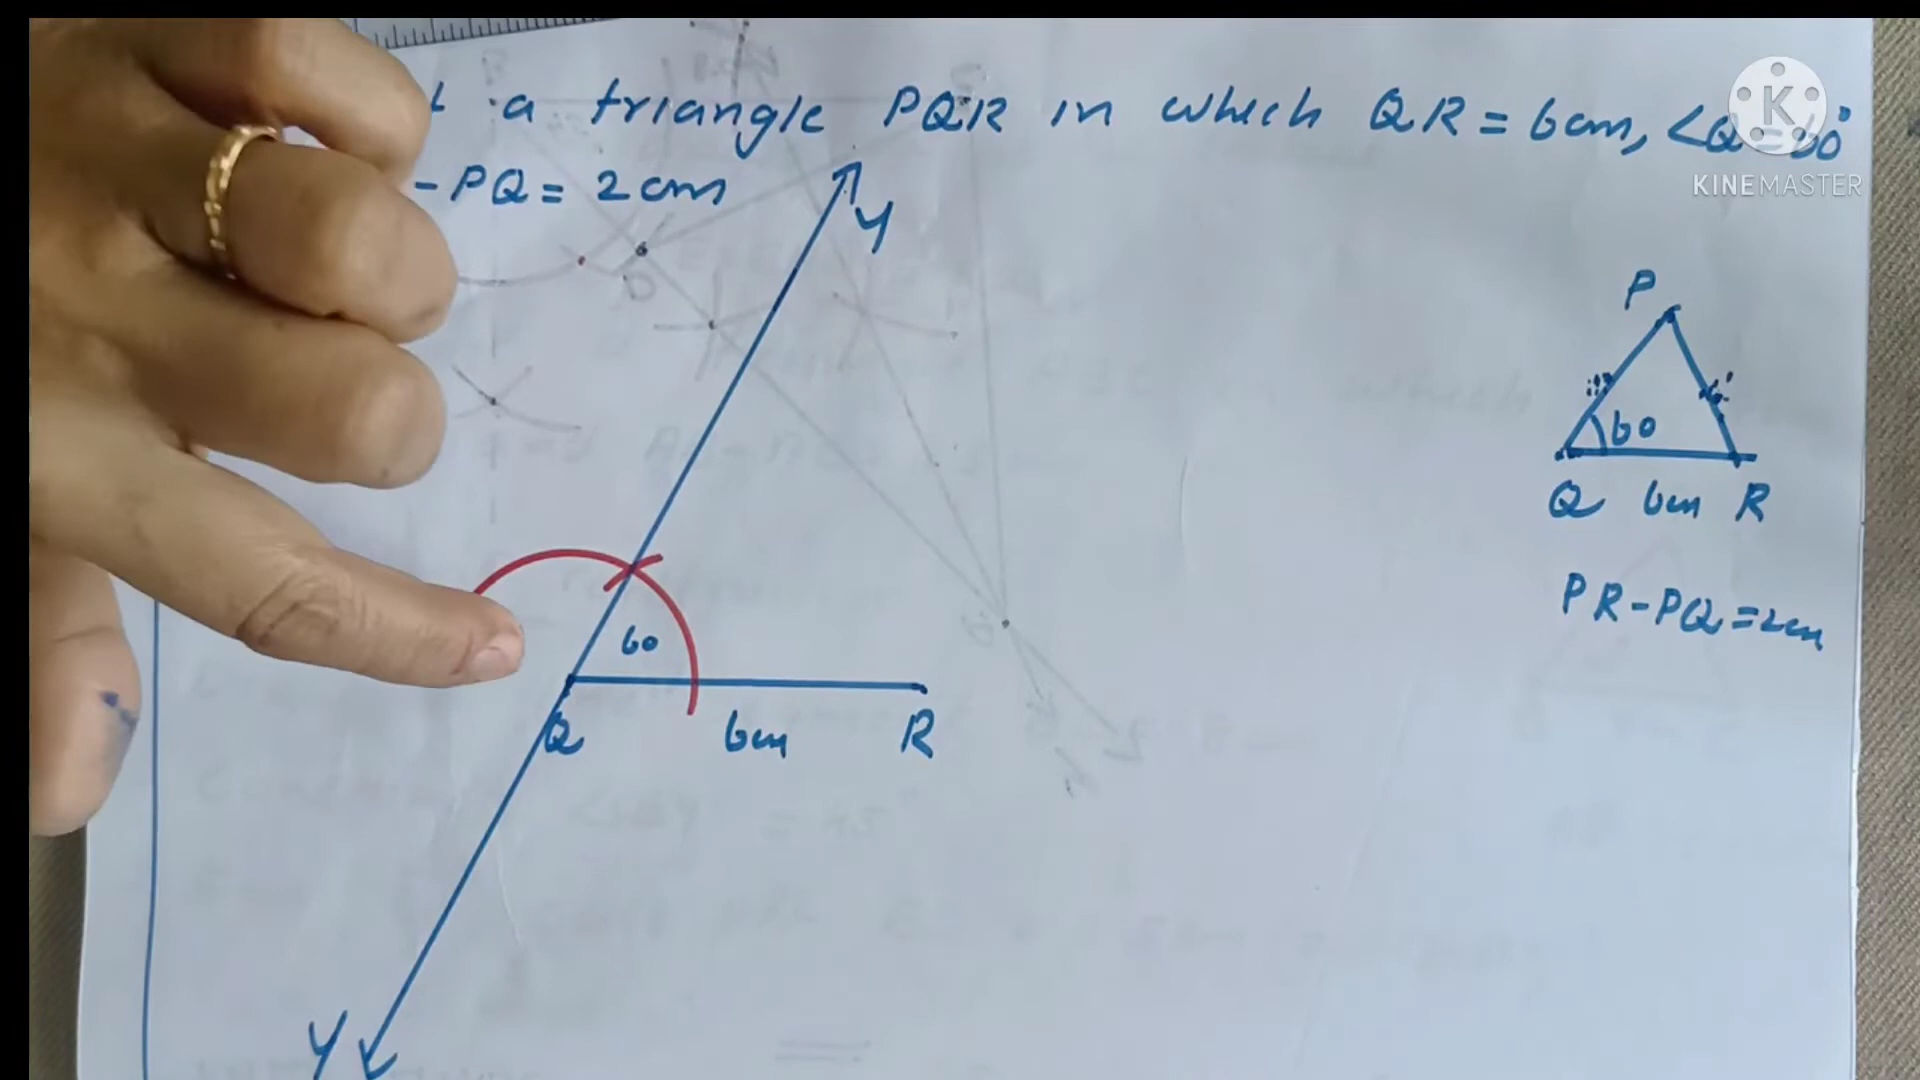 a triangle PQR in which QR = 6cm, <Q = 60°
- PQ = 2cm
Y
P
60
Q 6cm R
PR - PQ = 2cm
60
Q 6cm R
Y
K
KINEMASTER